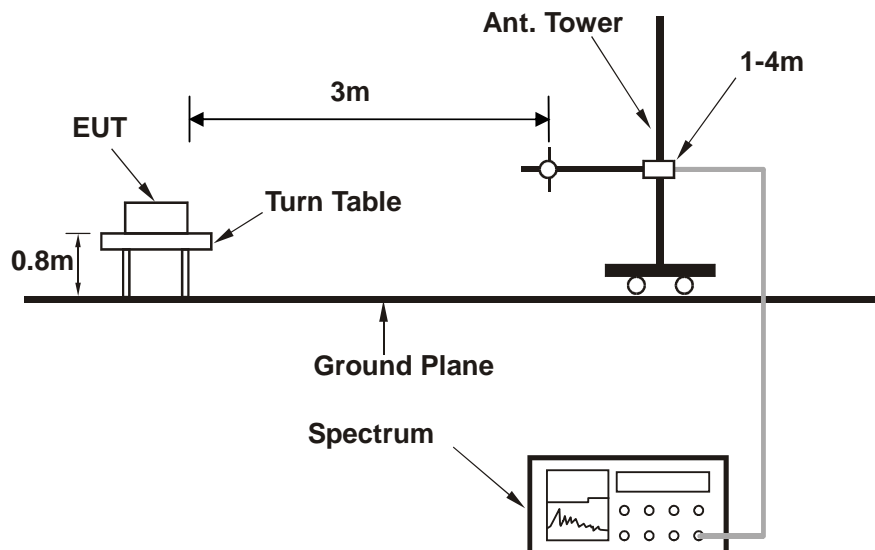 Ant. Tower
1-4m
3m
EUT
Turn Table
0.8m
Ground Plane
Spectrum